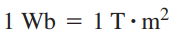 1 Wb = 1 T·m²